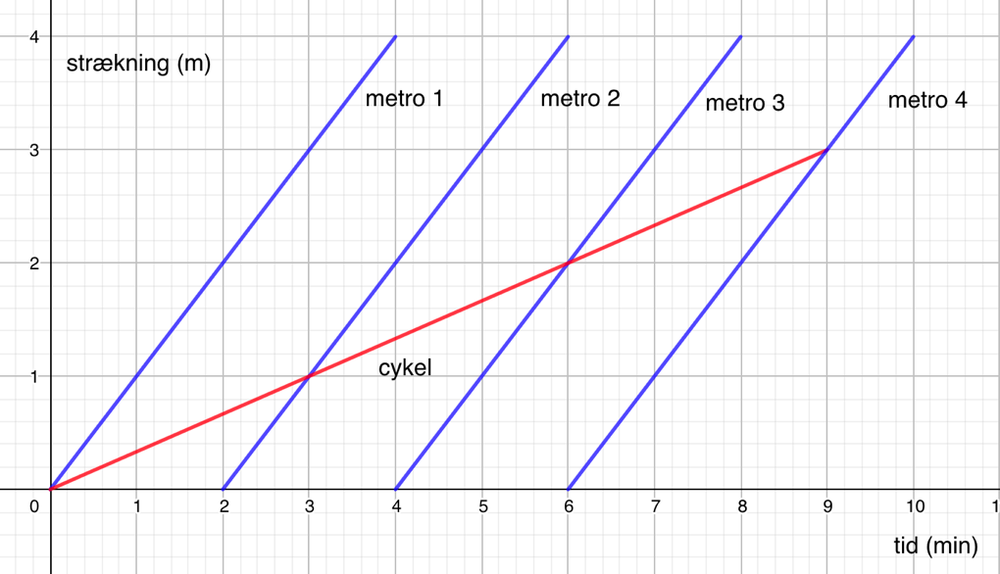 4
strækning (m)
metro 1
metro 2
metro 3
metro 4
3
2
1
cykel
0 1 2 3 4 5 6 7 8 9 10 1
tid (min)